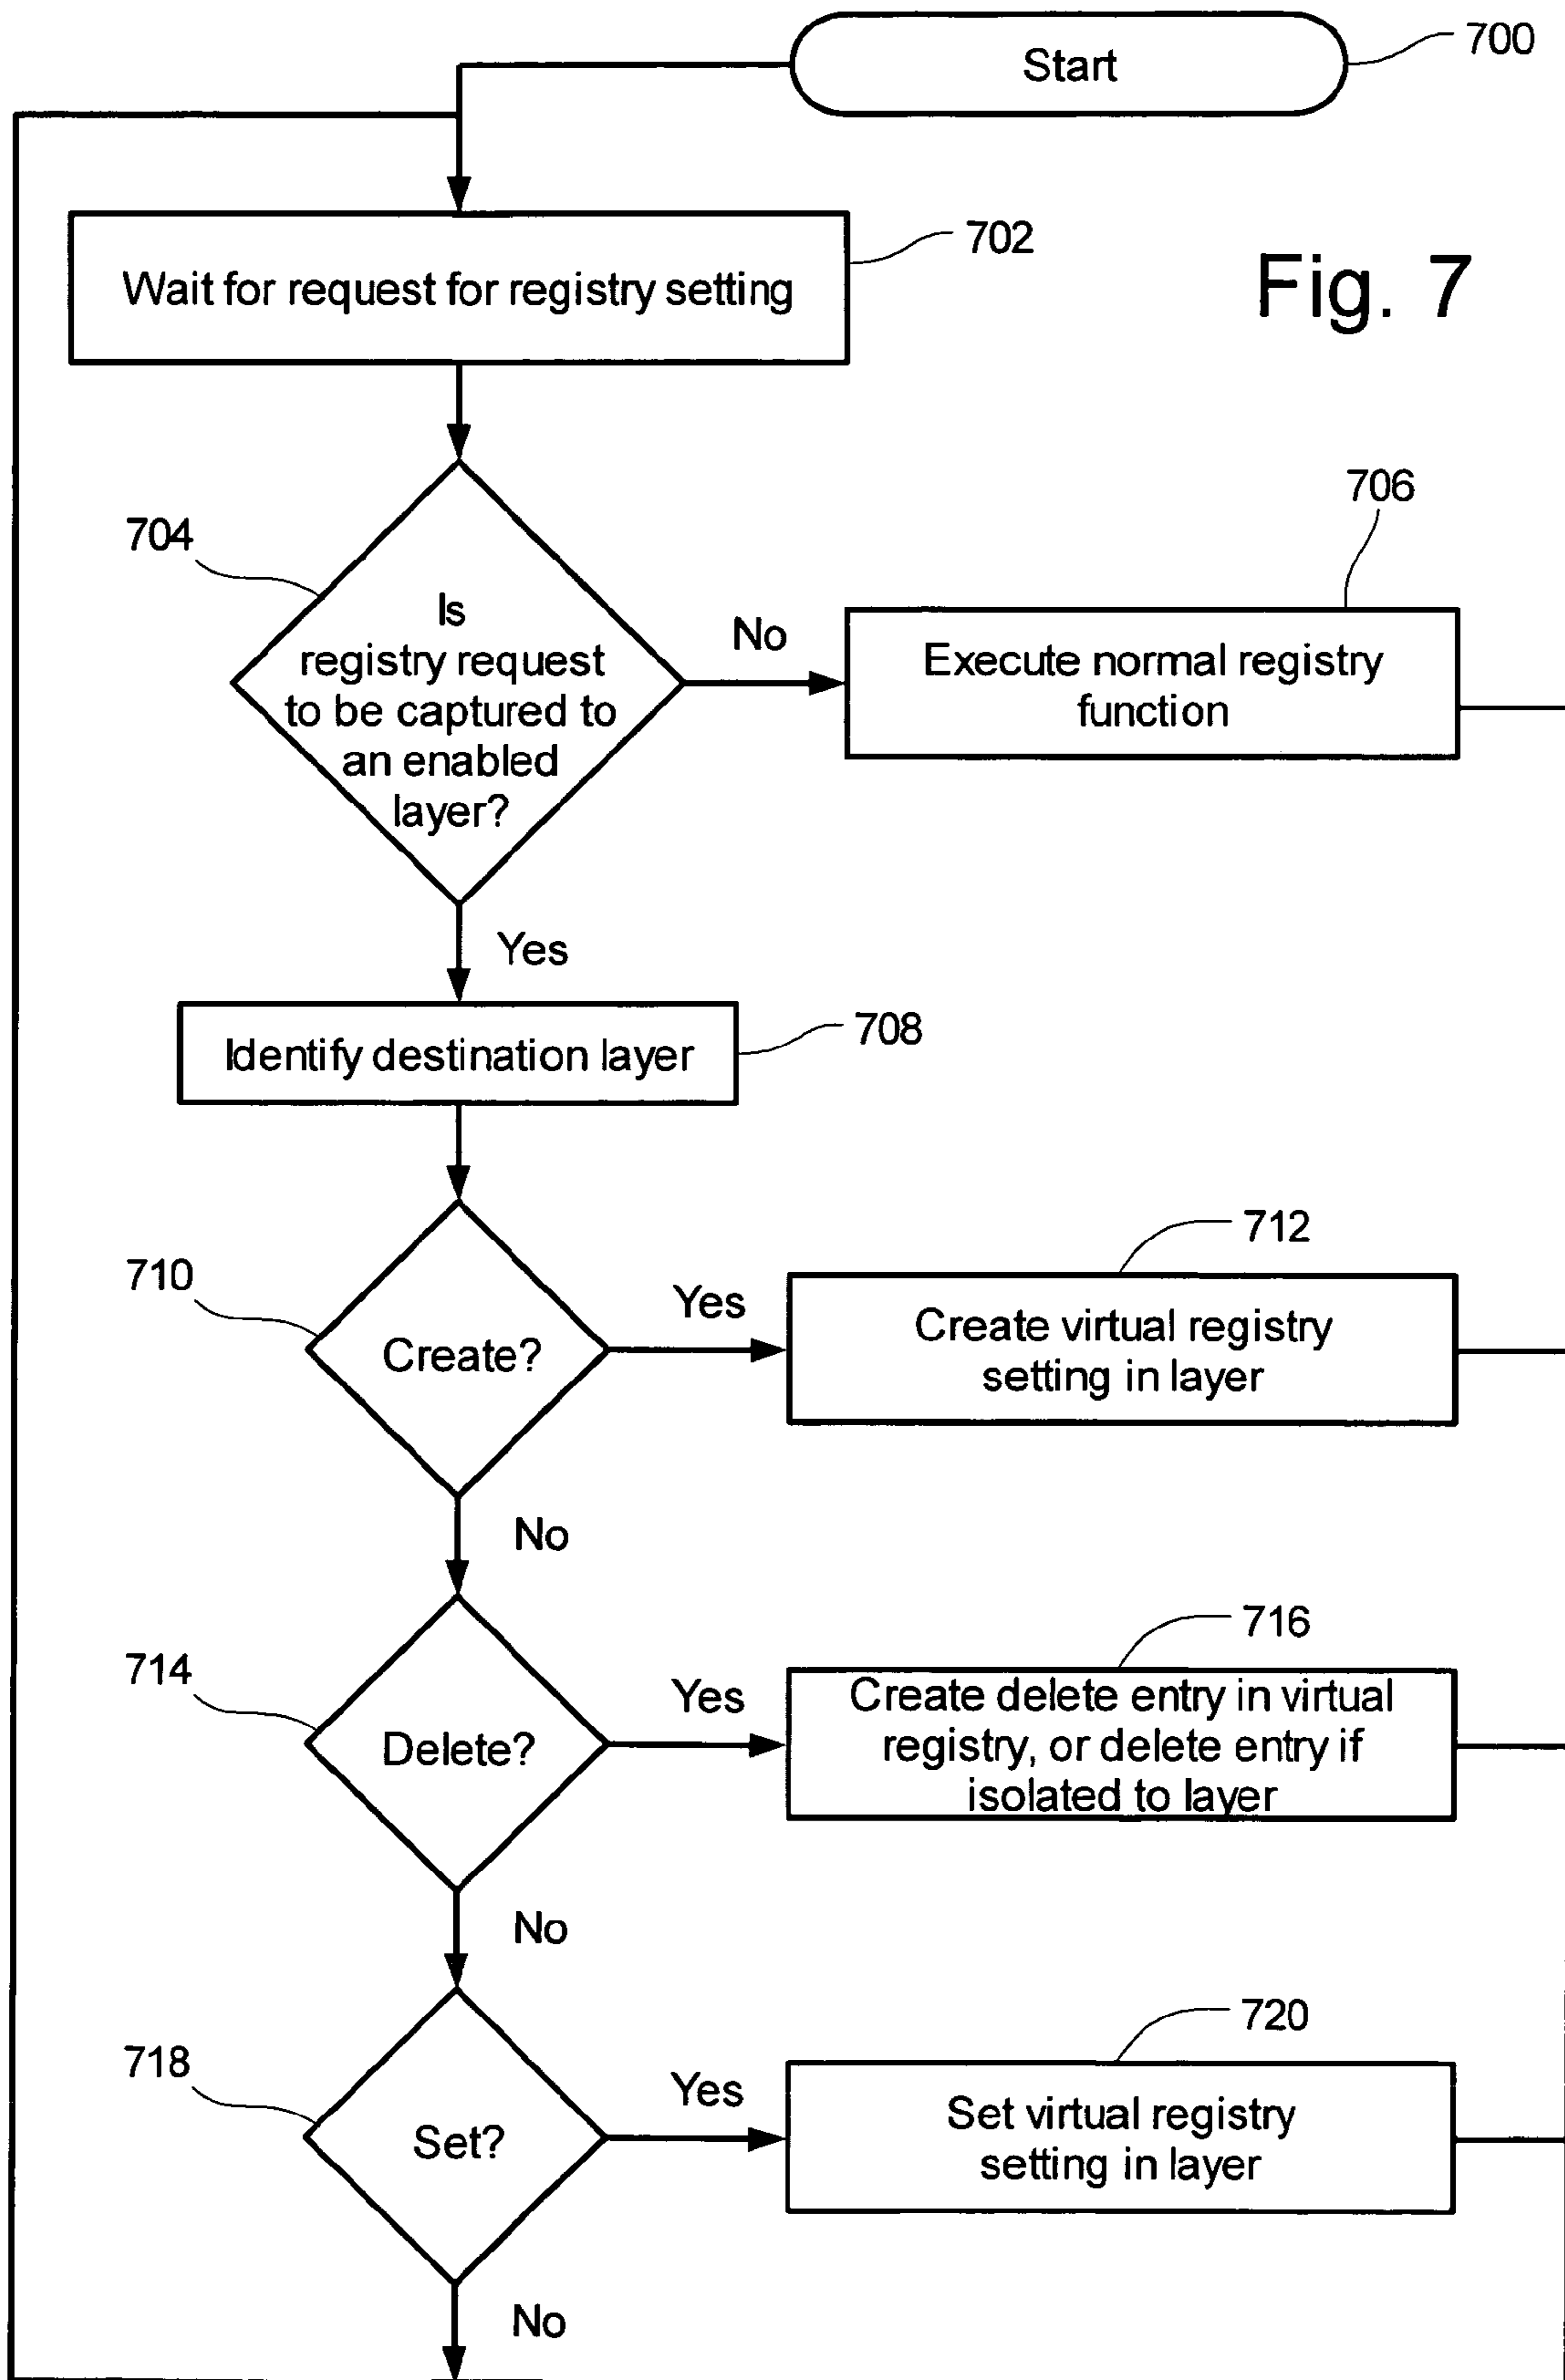 Start
700
702
Wait for request for registry setting
Fig. 7
704
Is
registry request
to be captured to
an enabled
layer?
No
706
Execute normal registry
function
Yes
Identify destination layer
708
710
Create?
Yes
712
Create virtual registry
setting in layer
No
714
Delete?
Yes
716
Create delete entry in virtual
registry, or delete entry if
isolated to layer
No
718
Set?
Yes
720
Set virtual registry
setting in layer
No